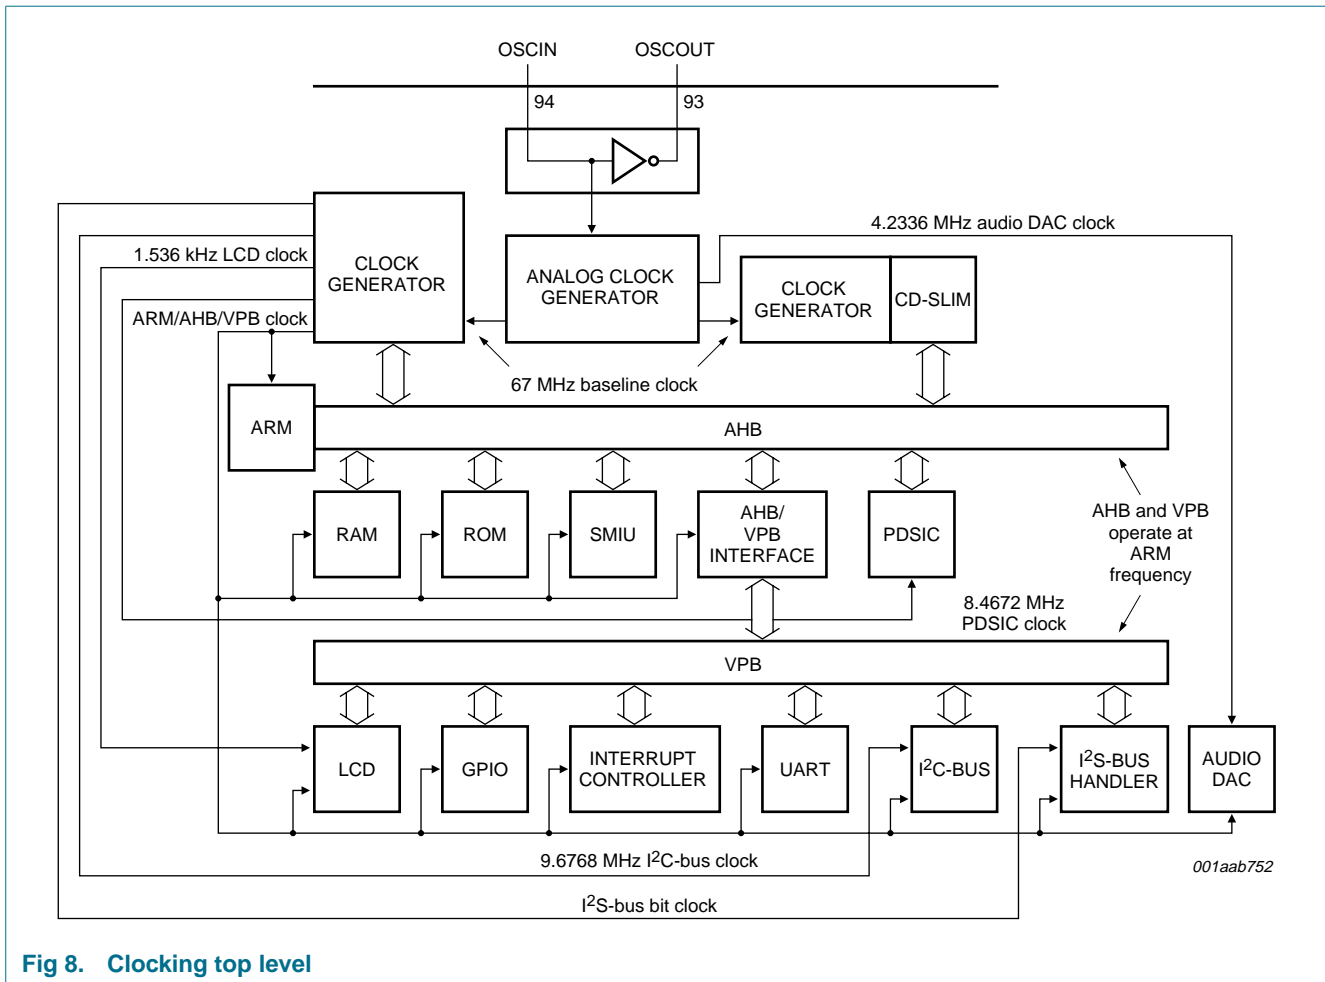 OSCIN
OSCOUT
94
93
4.2336 MHz audio DAC clock
1.536 kHz LCD clock
CLOCK
GENERATOR
ANALOG CLOCK
GENERATOR
CLOCK
GENERATOR
CD-SLIM
ARM/AHB/VPB clock
67 MHz baseline clock
ARM
AHB
RAM
ROM
SMIU
AHB/
VPB
INTERFACE
PDSIC
AHB and VPB
operate at
ARM
frequency
8.4672 MHz
PDSIC clock
VPB
LCD
GPIO
INTERRUPT
CONTROLLER
UART
I²C-BUS
I²S-BUS
HANDLER
AUDIO
DAC
9.6768 MHz I²C-bus clock
001aab752
I²S-bus bit clock
Fig 8. Clocking top level